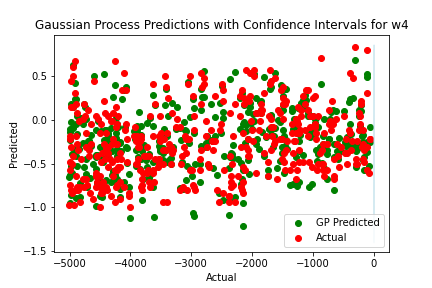 Gaussian Process Predictions with Confidence Intervals for w4
Predicted
0.5
0.0
−0.5
−1.0
−1.5
−5000 −4000 −3000 −2000 −1000 0
Actual
GP Predicted
Actual